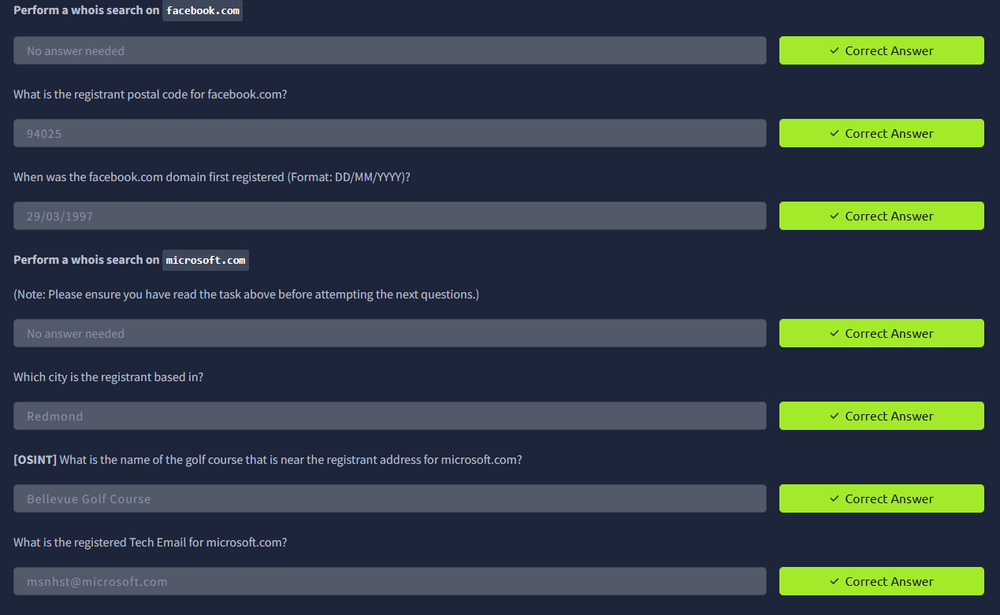 Perform a whois search on facebook.com
No answer needed
✓ Correct Answer
What is the registrant postal code for facebook.com?
94025
✓ Correct Answer
When was the facebook.com domain first registered (Format: DD/MM/YYYY)?
29/03/1997
✓ Correct Answer
Perform a whois search on microsoft.com
(Note: Please ensure you have read the task above before attempting the next questions.)
No answer needed
✓ Correct Answer
Which city is the registrant based in?
Redmond
✓ Correct Answer
[OSINT] What is the name of the golf course that is near the registrant address for microsoft.com?
Bellevue Golf Course
✓ Correct Answer
What is the registered Tech Email for microsoft.com?
msnhst@microsoft.com
✓ Correct Answer